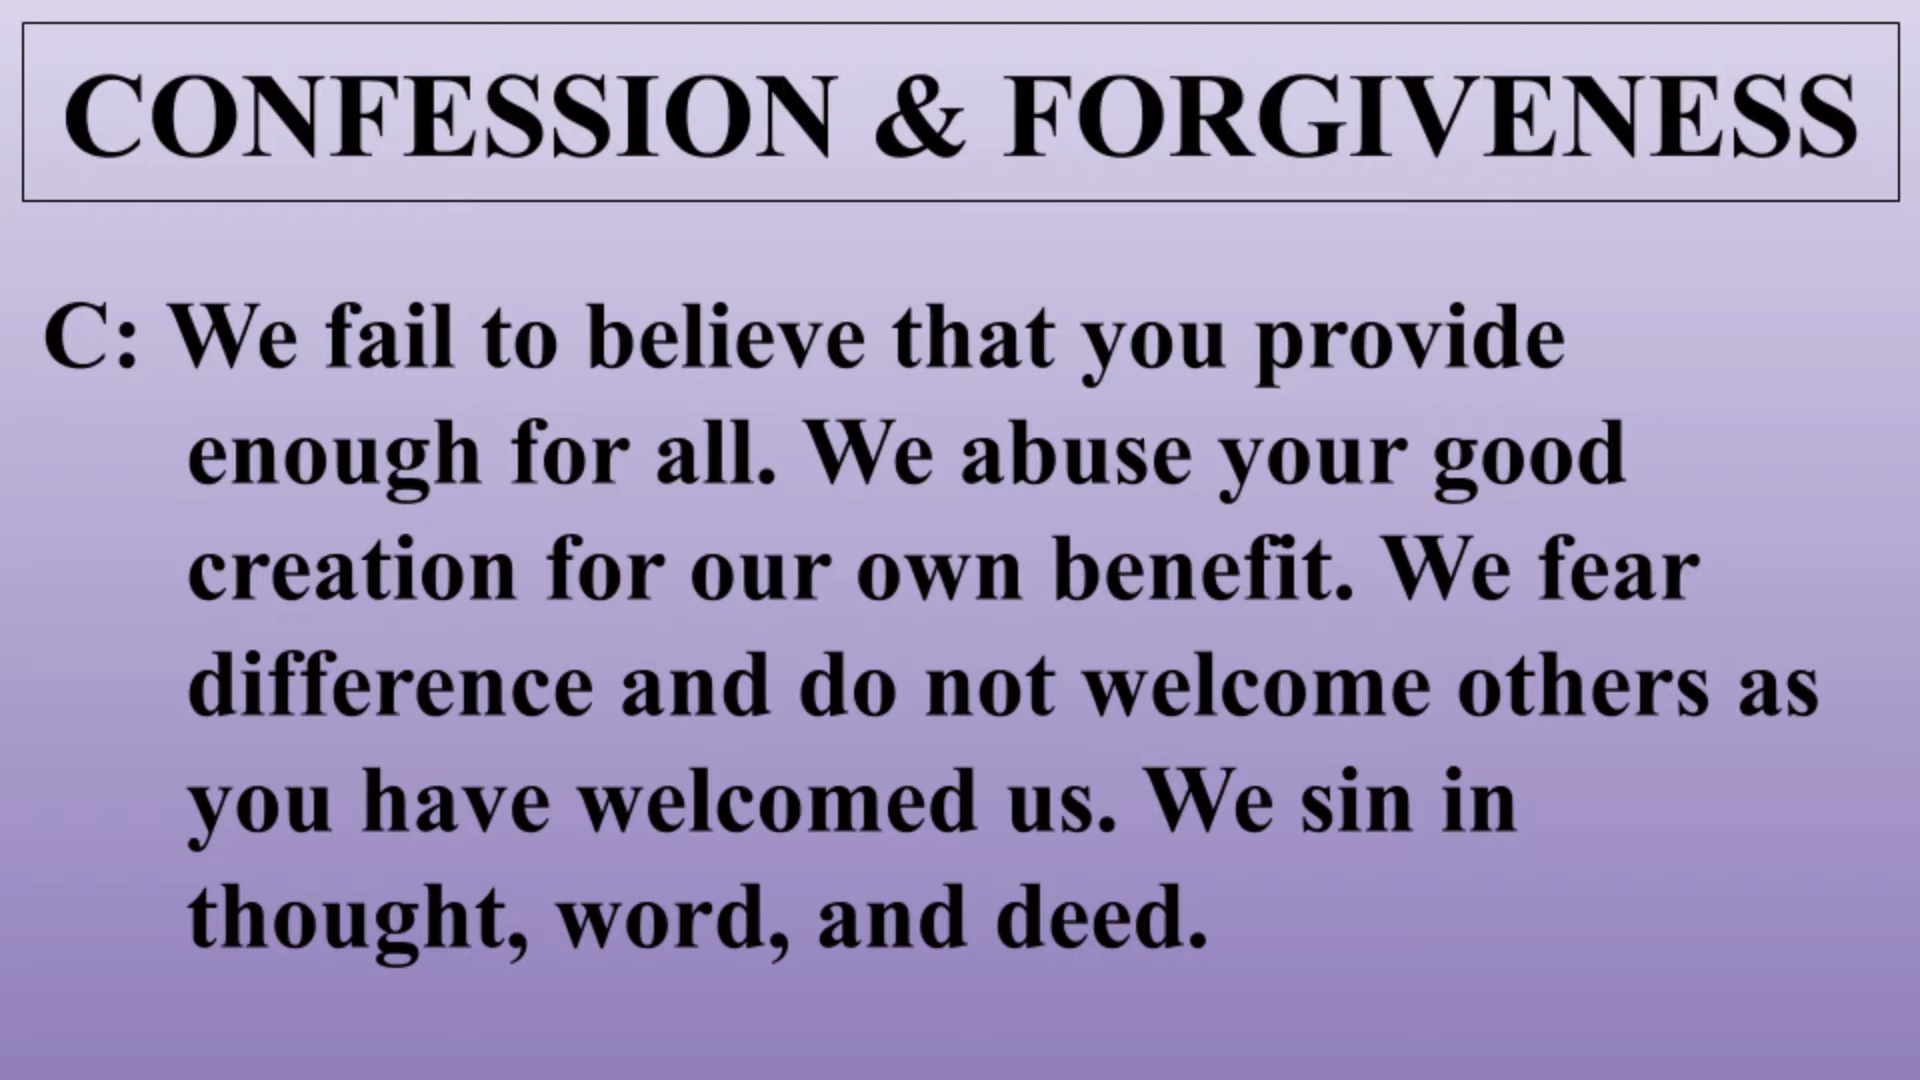 CONFESSION & FORGIVENESS
C: We fail to believe that you provide
enough for all. We abuse your good
creation for our own benefit. We fear
difference and do not welcome others as
you have welcomed us. We sin in
thought, word, and deed.